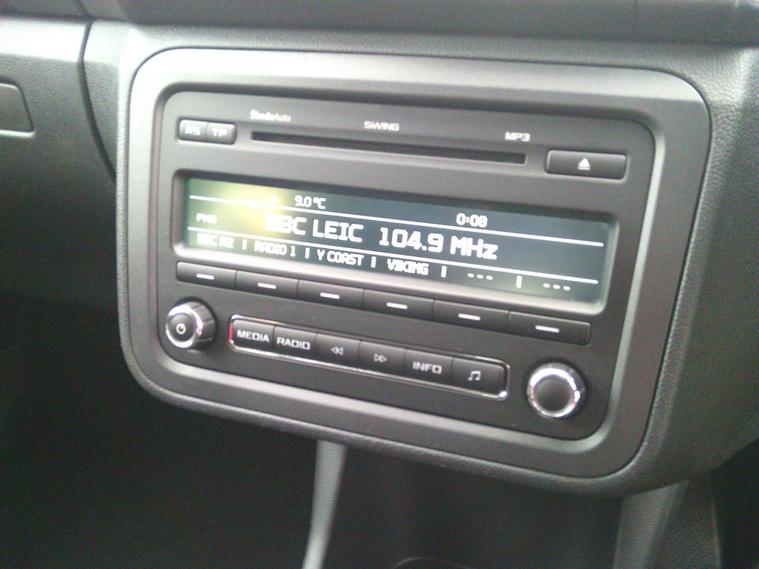 SkodaAuto SWING MP3
AS TP
9.0 °C 0:08
BBC LEIC 104.9 MHz
BBC R2 | RADIO 1 | Y COAST | VIKING | --- | ---
MEDIA RADIO INFO